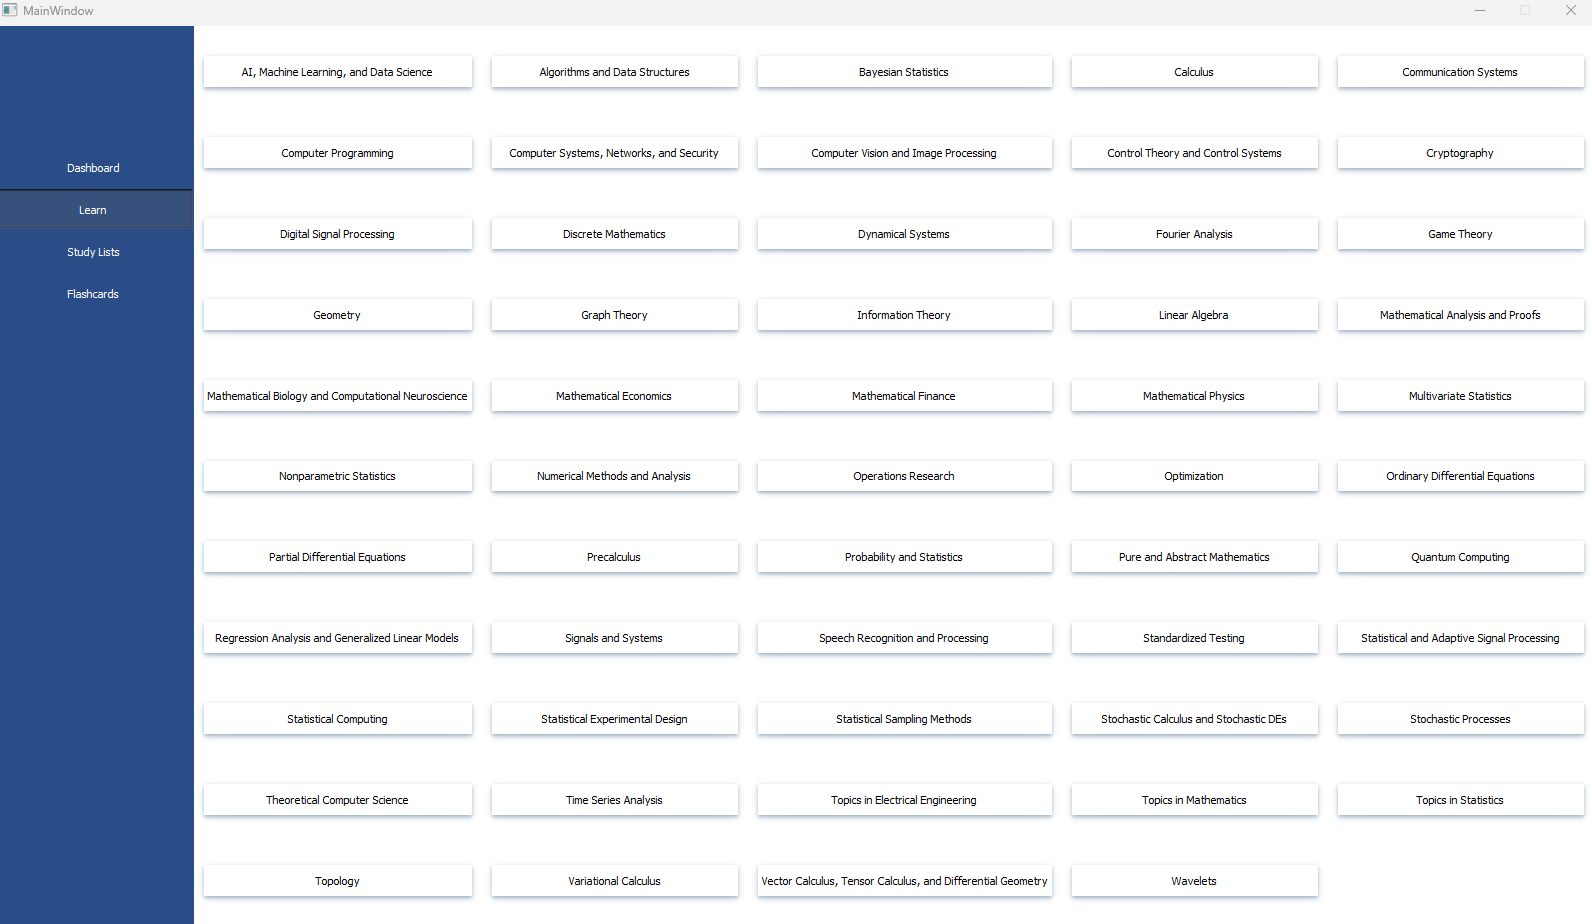 MainWindow
Dashboard
Learn
Study Lists
Flashcards
AI, Machine Learning, and Data Science
Algorithms and Data Structures
Bayesian Statistics
Calculus
Communication Systems
Computer Programming
Computer Systems, Networks, and Security
Computer Vision and Image Processing
Control Theory and Control Systems
Cryptography
Digital Signal Processing
Discrete Mathematics
Dynamical Systems
Fourier Analysis
Game Theory
Geometry
Graph Theory
Information Theory
Linear Algebra
Mathematical Analysis and Proofs
Mathematical Biology and Computational Neuroscience
Mathematical Economics
Mathematical Finance
Mathematical Physics
Multivariate Statistics
Nonparametric Statistics
Numerical Methods and Analysis
Operations Research
Optimization
Ordinary Differential Equations
Partial Differential Equations
Precalculus
Probability and Statistics
Pure and Abstract Mathematics
Quantum Computing
Regression Analysis and Generalized Linear Models
Signals and Systems
Speech Recognition and Processing
Standardized Testing
Statistical and Adaptive Signal Processing
Statistical Computing
Statistical Experimental Design
Statistical Sampling Methods
Stochastic Calculus and Stochastic DEs
Stochastic Processes
Theoretical Computer Science
Time Series Analysis
Topics in Electrical Engineering
Topics in Mathematics
Topics in Statistics
Topology
Variational Calculus
Vector Calculus, Tensor Calculus, and Differential Geometry
Wavelets